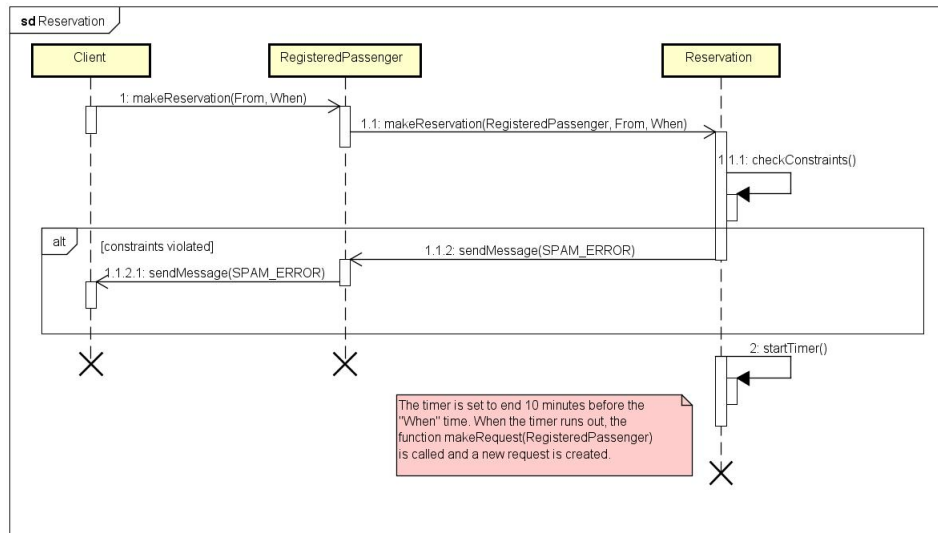 sd Reservation
Client
RegisteredPassenger
Reservation
1: makeReservation(From, When)
1.1: makeReservation(RegisteredPassenger, From, When)
1.1.1: checkConstraints()
alt
[constraints violated]
1.1.2: sendMessage(SPAM_ERROR)
1.1.2.1: sendMessage(SPAM_ERROR)
2: startTimer()
The timer is set to end 10 minutes before the
"When" time. When the timer runs out, the
function makeRequest(RegisteredPassenger)
is called and a new request is created.